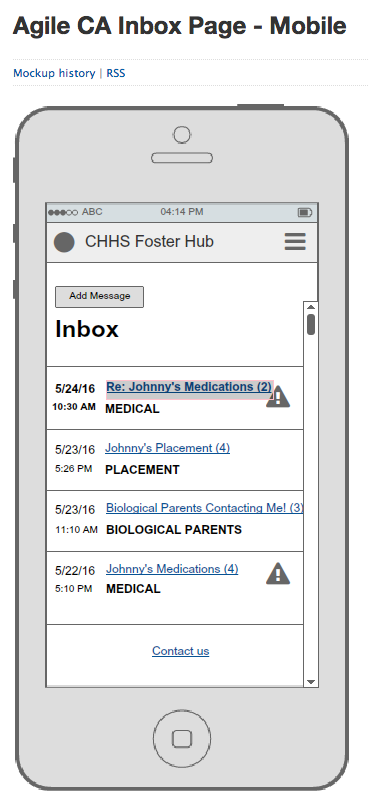 Agile CA Inbox Page - Mobile
Mockup history | RSS
ABC 04:14 PM
CHHS Foster Hub
Add Message
Inbox
5/24/16 Re: Johnny's Medications (2)
10:30 AM MEDICAL
5/23/16 Johnny's Placement (4)
5:26 PM PLACEMENT
5/23/16 Biological Parents Contacting Me! (3)
11:10 AM BIOLOGICAL PARENTS
5/22/16 Johnny's Medications (4)
5:10 PM MEDICAL
Contact us